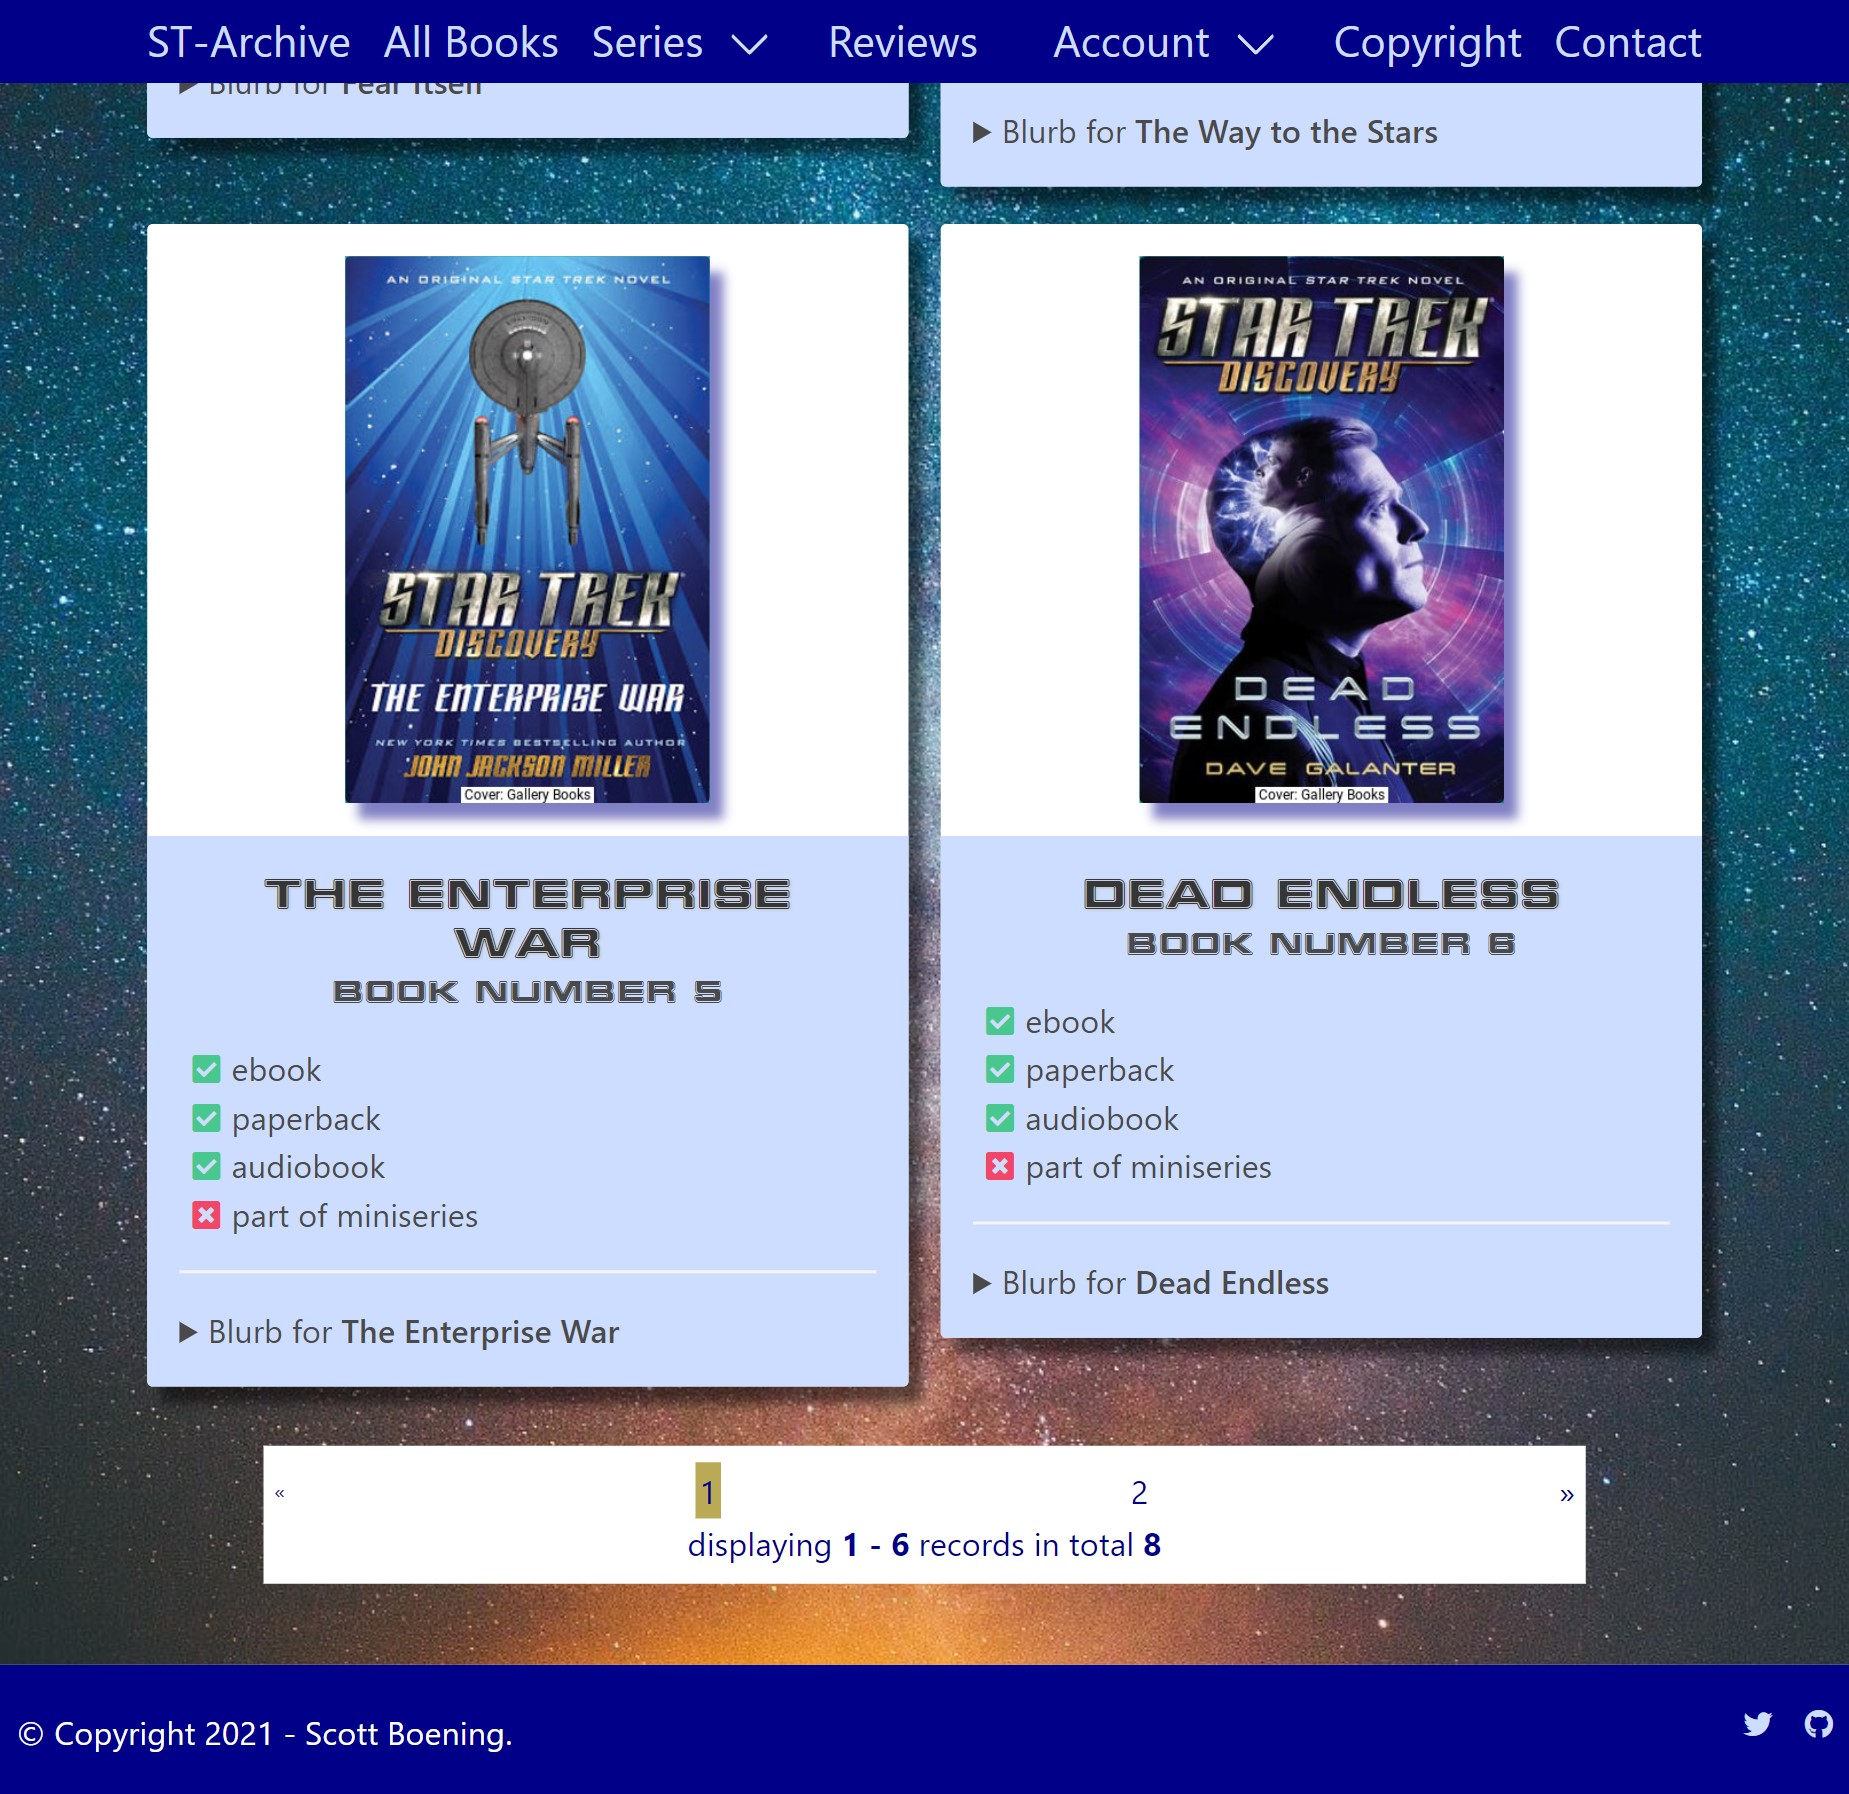 ST-Archive All Books Series Reviews Account Copyright Contact
Blurb for Fear Itself
Blurb for The Way to the Stars
AN ORIGINAL STAR TREK NOVEL
STAR TREK
DISCOVERY
THE ENTERPRISE WAR
NEW YORK TIMES BESTSELLING AUTHOR
JOHN JACKSON MILLER
Cover: Gallery Books
THE ENTERPRISE
WAR
BOOK NUMBER 5
ebook
paperback
audiobook
part of miniseries
Blurb for The Enterprise War
AN ORIGINAL STAR TREK NOVEL
STAR TREK
DISCOVERY
DEAD
ENDLESS
DAVE GALANTER
Cover: Gallery Books
DEAD ENDLESS
BOOK NUMBER 6
ebook
paperback
audiobook
part of miniseries
Blurb for Dead Endless
« 1 2 »
displaying 1 - 6 records in total 8
© Copyright 2021 - Scott Boening.